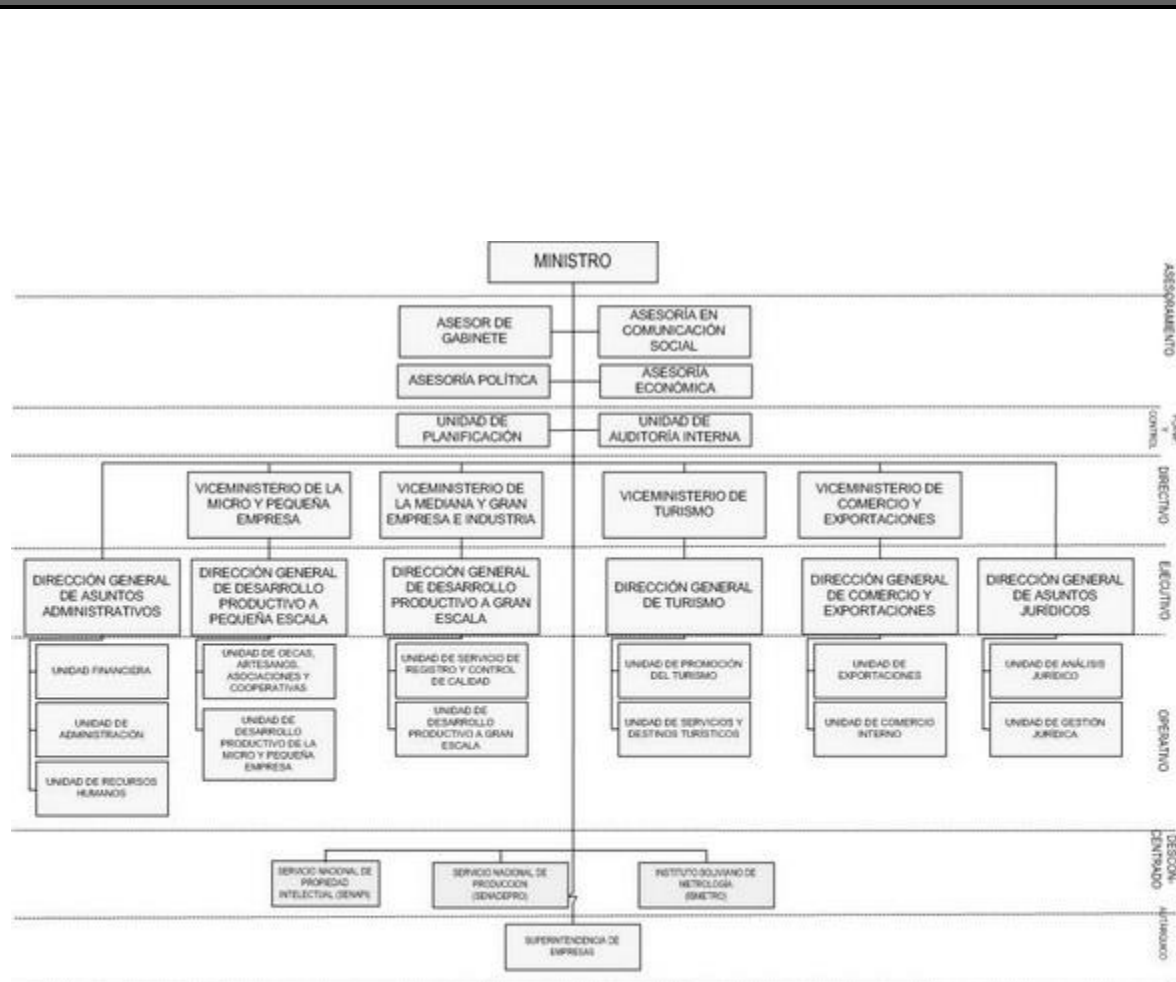 MINISTRO
ASESORAMIENTO
ASESOR DE
GABINETE
ASESORÍA EN
COMUNICACIÓN
SOCIAL
ASESORÍA POLÍTICA
ASESORÍA
ECONÓMICA
UNIDAD DE
PLANIFICACIÓN
UNIDAD DE
AUDITORÍA INTERNA
Y
CONTROL
DIRECTIVO
VICEMINISTERIO DE LA
MICRO Y PEQUEÑA
EMPRESA
VICEMINISTERIO DE
LA MEDIANA Y GRAN
EMPRESA E INDUSTRIA
VICEMINISTERIO DE
TURISMO
VICEMINISTERIO DE
COMERCIO Y
EXPORTACIONES
EJECUTIVO
DIRECCIÓN GENERAL
DE ASUNTOS
ADMINISTRATIVOS
DIRECCIÓN GENERAL
DE DESARROLLO
PRODUCTIVO A
PEQUEÑA ESCALA
DIRECCIÓN GENERAL
DE DESARROLLO
PRODUCTIVO A GRAN
ESCALA
DIRECCIÓN GENERAL
DE TURISMO
DIRECCIÓN GENERAL
DE COMERCIO Y
EXPORTACIONES
DIRECCIÓN GENERAL
DE ASUNTOS
JURÍDICOS
OPERATIVO
UNIDAD FINANCIERA
UNIDAD DE
ADMINISTRACIÓN
UNIDAD DE RECURSOS
HUMANOS
UNIDAD DE OECAS,
ARTESANOS,
ASOCIACIONES Y
COOPERATIVAS
UNIDAD DE
DESARROLLO
PRODUCTIVO DE LA
MICRO Y PEQUEÑA
EMPRESA
UNIDAD DE SERVICIO DE
REGISTRO Y CONTROL
DE CALIDAD
UNIDAD DE
DESARROLLO
PRODUCTIVO A GRAN
ESCALA
UNIDAD DE PROMOCIÓN
DEL TURISMO
UNIDAD DE SERVICIOS Y
DESTINOS TURÍSTICOS
UNIDAD DE
EXPORTACIONES
UNIDAD DE COMERCIO
INTERNO
UNIDAD DE ANÁLISIS
JURÍDICO
UNIDAD DE GESTIÓN
JURÍDICA
DESCON-
CENTRADO
SERVICIO NACIONAL DE
PROPIEDAD
INTELECTUAL (SENAPI)
SERVICIO NACIONAL DE
PRODUCCION
(SENADEPRO)
INSTITUTO BOLIVIANO DE
METROLOGÍA
(IBMETRO)
AUTARQUICO
SUPERINTENDENCIA DE
EMPRESAS